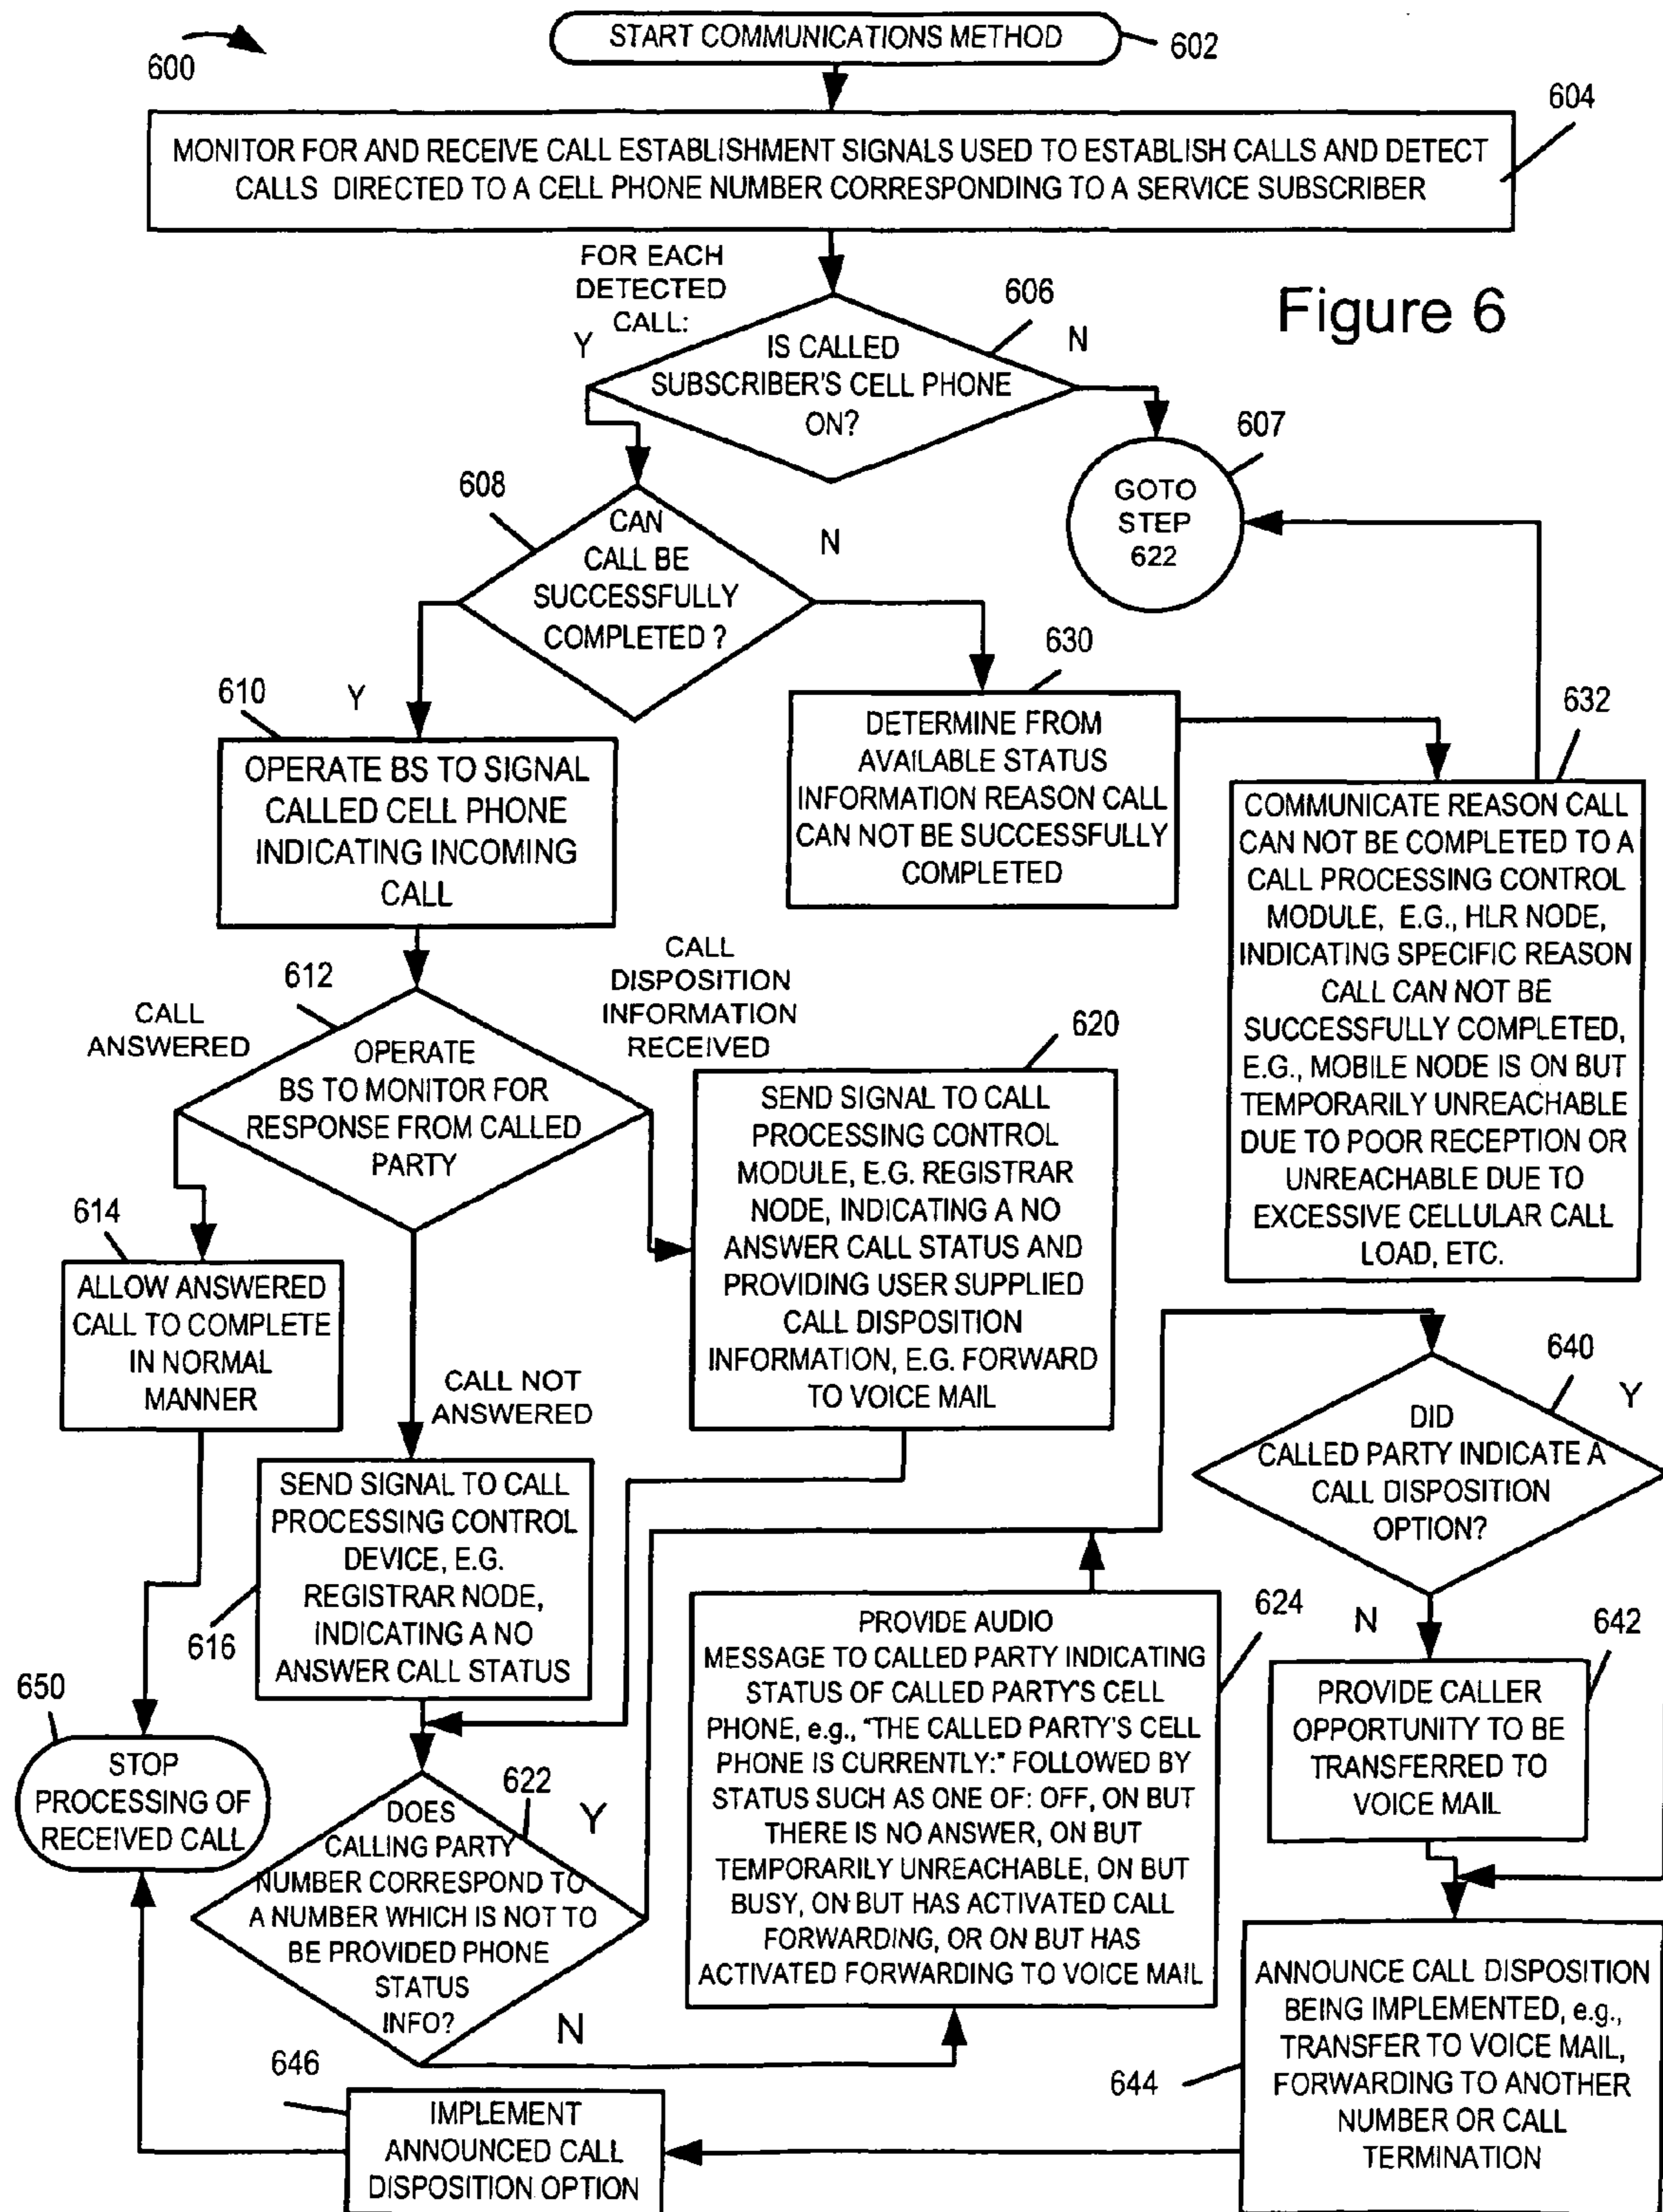 600
START COMMUNICATIONS METHOD
602
604
MONITOR FOR AND RECEIVE CALL ESTABLISHMENT SIGNALS USED TO ESTABLISH CALLS AND DETECT
CALLS DIRECTED TO A CELL PHONE NUMBER CORRESPONDING TO A SERVICE SUBSCRIBER
FOR EACH
DETECTED
CALL:
Figure 6
606
Y
N
IS CALLED
SUBSCRIBER'S CELL PHONE
ON?
607
GOTO
STEP
622
608
CAN
CALL BE
SUCCESSFULLY
COMPLETED ?
N
Y
610
OPERATE BS TO SIGNAL
CALLED CELL PHONE
INDICATING INCOMING
CALL
630
DETERMINE FROM
AVAILABLE STATUS
INFORMATION REASON CALL
CAN NOT BE SUCCESSFULLY
COMPLETED
632
COMMUNICATE REASON CALL
CAN NOT BE COMPLETED TO A
CALL PROCESSING CONTROL
MODULE, E.G., HLR NODE,
INDICATING SPECIFIC REASON
CALL CAN NOT BE
SUCCESSFULLY COMPLETED,
E.G., MOBILE NODE IS ON BUT
TEMPORARILY UNREACHABLE
DUE TO POOR RECEPTION OR
UNREACHABLE DUE TO
EXCESSIVE CELLULAR CALL
LOAD, ETC.
612
CALL
ANSWERED
CALL
DISPOSITION
INFORMATION
RECEIVED
OPERATE
BS TO MONITOR FOR
RESPONSE FROM CALLED
PARTY
620
SEND SIGNAL TO CALL
PROCESSING CONTROL
MODULE, E.G. REGISTRAR
NODE, INDICATING A NO
ANSWER CALL STATUS AND
PROVIDING USER SUPPLIED
CALL DISPOSITION
INFORMATION, E.G. FORWARD
TO VOICE MAIL
614
ALLOW ANSWERED
CALL TO COMPLETE
IN NORMAL
MANNER
CALL NOT
ANSWERED
616
SEND SIGNAL TO CALL
PROCESSING CONTROL
DEVICE, E.G.
REGISTRAR NODE,
INDICATING A NO
ANSWER CALL STATUS
640
Y
DID
CALLED PARTY INDICATE A
CALL DISPOSITION
OPTION?
N
624
PROVIDE AUDIO
MESSAGE TO CALLED PARTY INDICATING
STATUS OF CALLED PARTY'S CELL
PHONE, e.g., "THE CALLED PARTY'S CELL
PHONE IS CURRENTLY:" FOLLOWED BY
STATUS SUCH AS ONE OF: OFF, ON BUT
THERE IS NO ANSWER, ON BUT
TEMPORARILY UNREACHABLE, ON BUT
BUSY, ON BUT HAS ACTIVATED CALL
FORWARDING, OR ON BUT HAS
ACTIVATED FORWARDING TO VOICE MAIL
642
PROVIDE CALLER
OPPORTUNITY TO BE
TRANSFERRED TO
VOICE MAIL
650
STOP
PROCESSING OF
RECEIVED CALL
622
Y
DOES
CALLING PARTY
NUMBER CORRESPOND TO
A NUMBER WHICH IS NOT TO
BE PROVIDED PHONE
STATUS
INFO?
N
644
ANNOUNCE CALL DISPOSITION
BEING IMPLEMENTED, e.g.,
TRANSFER TO VOICE MAIL,
FORWARDING TO ANOTHER
NUMBER OR CALL
TERMINATION
646
IMPLEMENT
ANNOUNCED CALL
DISPOSITION OPTION